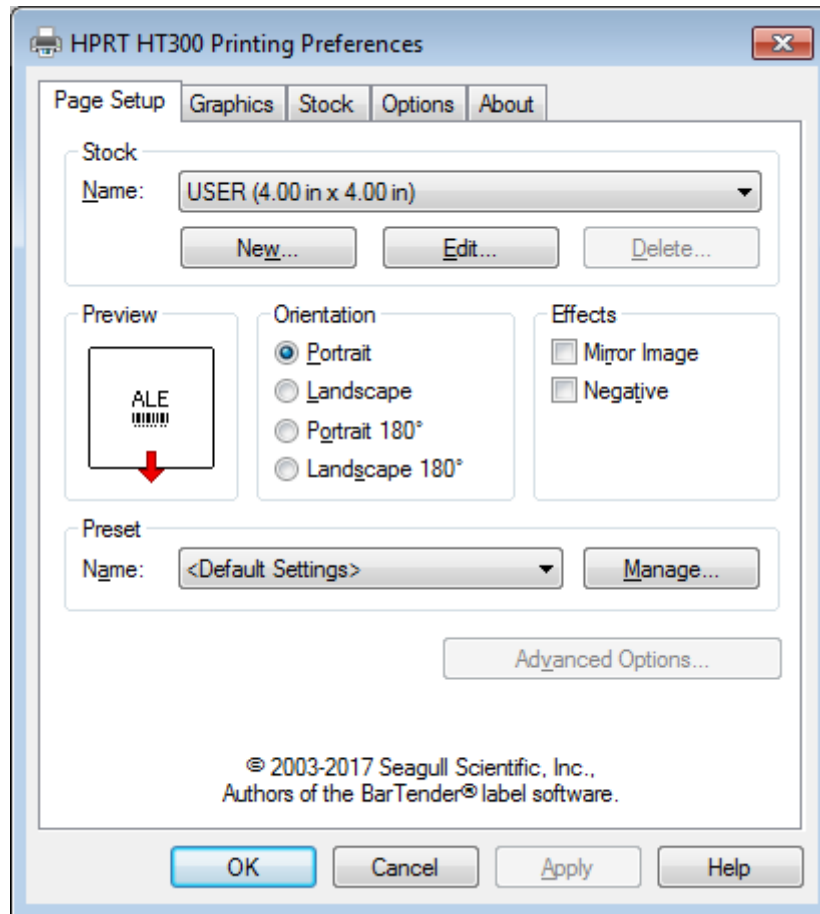 HPRT HT300 Printing Preferences
Page Setup Graphics Stock Options About
Stock
Name: USER (4.00 in x 4.00 in)
New... Edit... Delete...
Preview Orientation Effects
Portrait Mirror Image
Landscape Negative
ALE
Portrait 180°
Landscape 180°
Preset
Name: <Default Settings> Manage...
Advanced Options...
© 2003-2017 Seagull Scientific, Inc.,
Authors of the BarTender® label software.
OK Cancel Apply Help